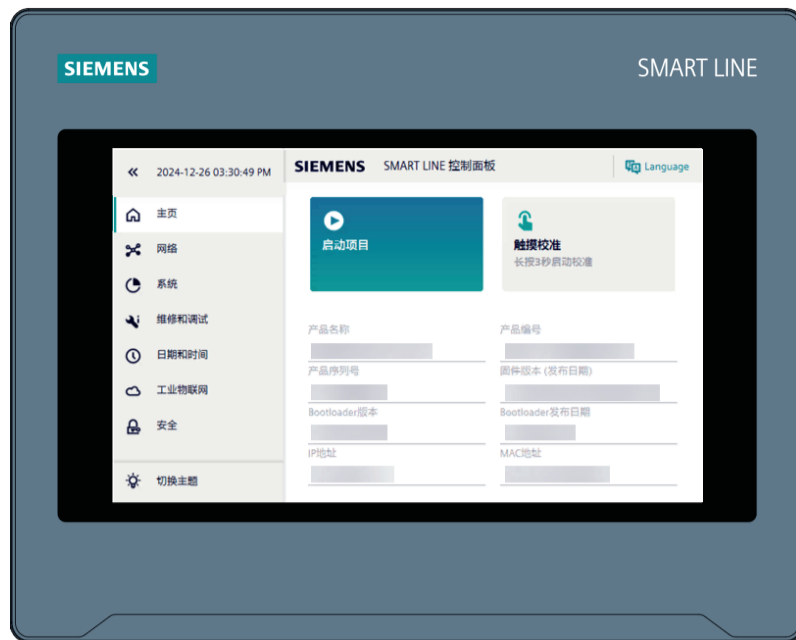 SIEMENS
SMART LINE
2024-12-26 03:30:49 PM
SIEMENS SMART LINE 控制面板
Language
主页
网络
系统
维修和调试
日期和时间
工业物联网
安全
切换主题
启动项目
触摸校准
长按3秒启动校准
产品名称
产品编号
产品序列号
固件版本 (发布日期)
Bootloader版本
Bootloader发布日期
IP地址
MAC地址